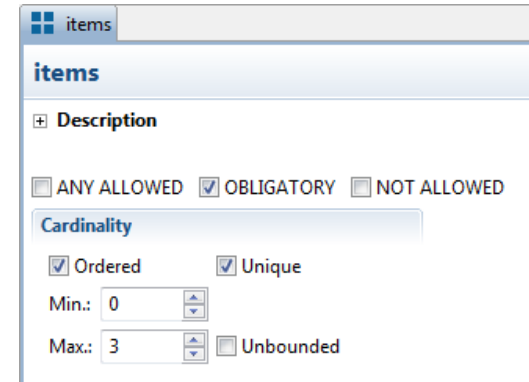 items
items
Description
ANY ALLOWED OBLIGATORY NOT ALLOWED
Cardinality
Ordered Unique
Min.: 0
Max.: 3 Unbounded